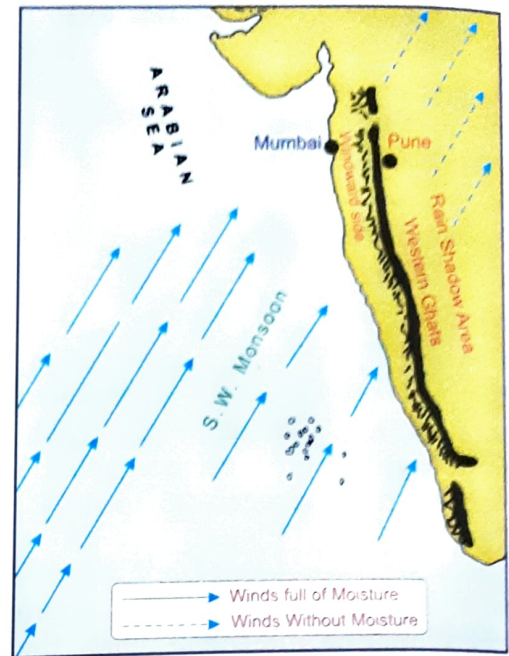 ARABIAN
SEA
Mumbai
Pune
Windward side
Rain Shadow Area
Western Ghats
S.W. Monsoon
Winds full of Moisture
Winds Without Moisture